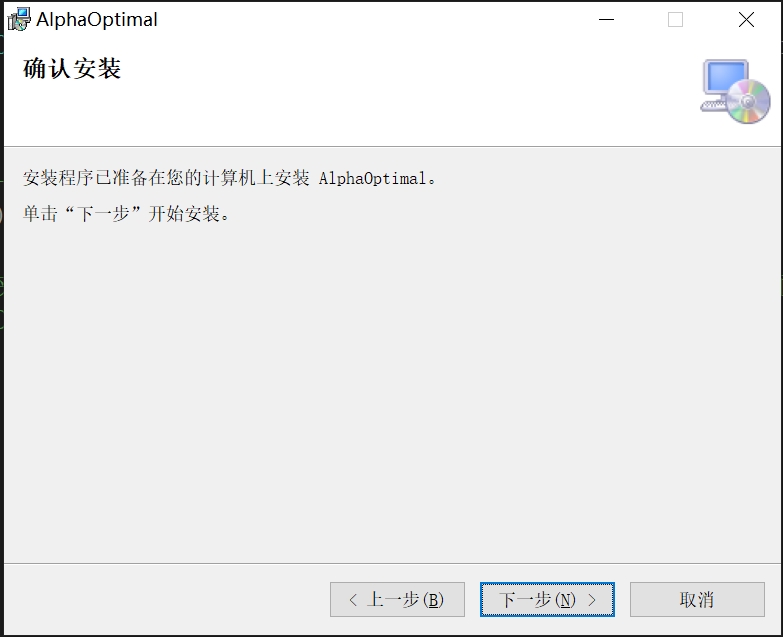 AlphaOptimal
确认安装
安装程序已准备在您的计算机上安装 AlphaOptimal。
单击“下一步”开始安装。
< 上一步(B)
下一步(N) >
取消